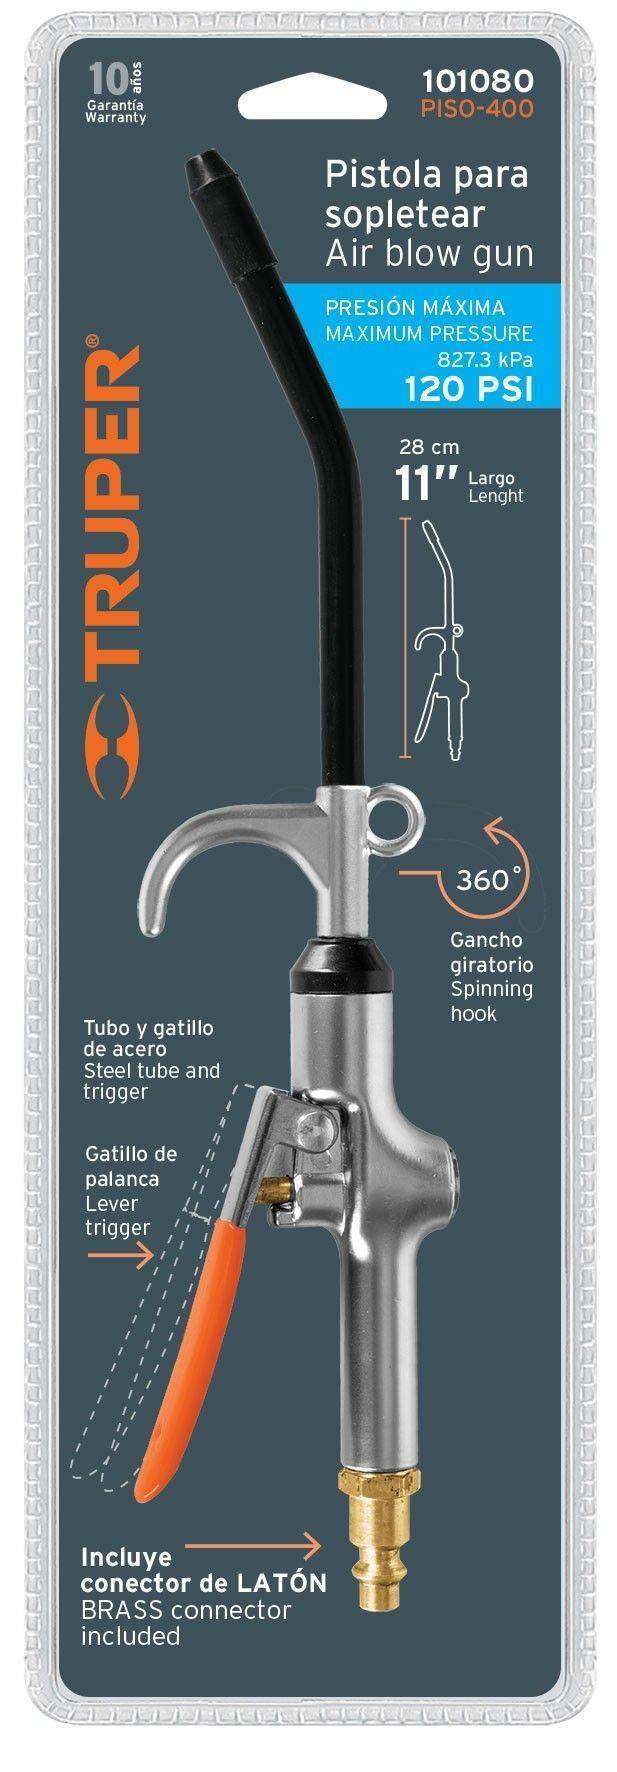 10 años
Garantía
Warranty
101080
PISO-400
Pistola para
sopletear
Air blow gun
PRESIÓN MÁXIMA
MAXIMUM PRESSURE
827.3 kPa
120 PSI
TRUPER®
28 cm
11" Largo
Lenght
360°
Gancho
giratorio
Spinning
hook
Tubo y gatillo
de acero
Steel tube and
trigger
Gatillo de
palanca
Lever
trigger
Incluye
conector de LATÓN
BRASS connector
included